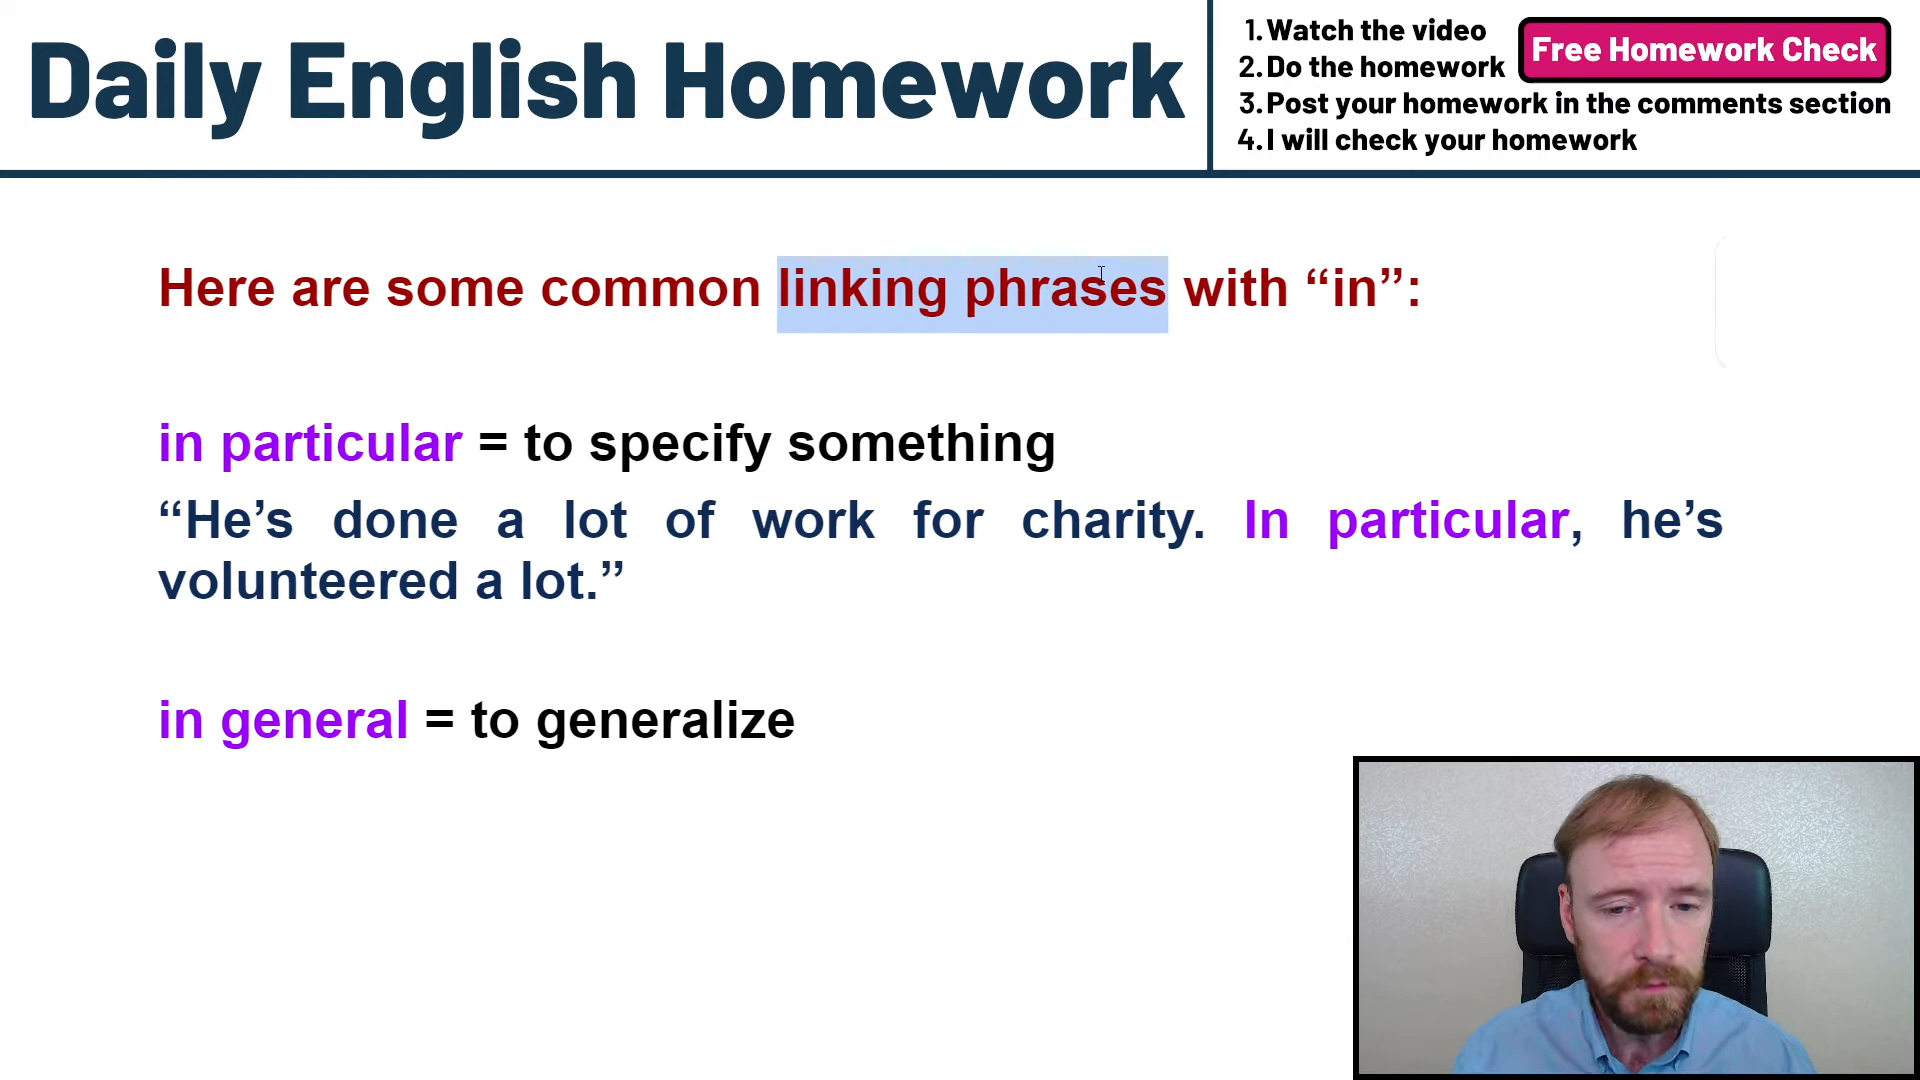 Daily English Homework
1. Watch the video
2. Do the homework
Free Homework Check
3. Post your homework in the comments section
4. I will check your homework
Here are some common linking phrases with “in”:
in particular = to specify something
“He’s done a lot of work for charity. In particular, he’s
volunteered a lot.”
in general = to generalize